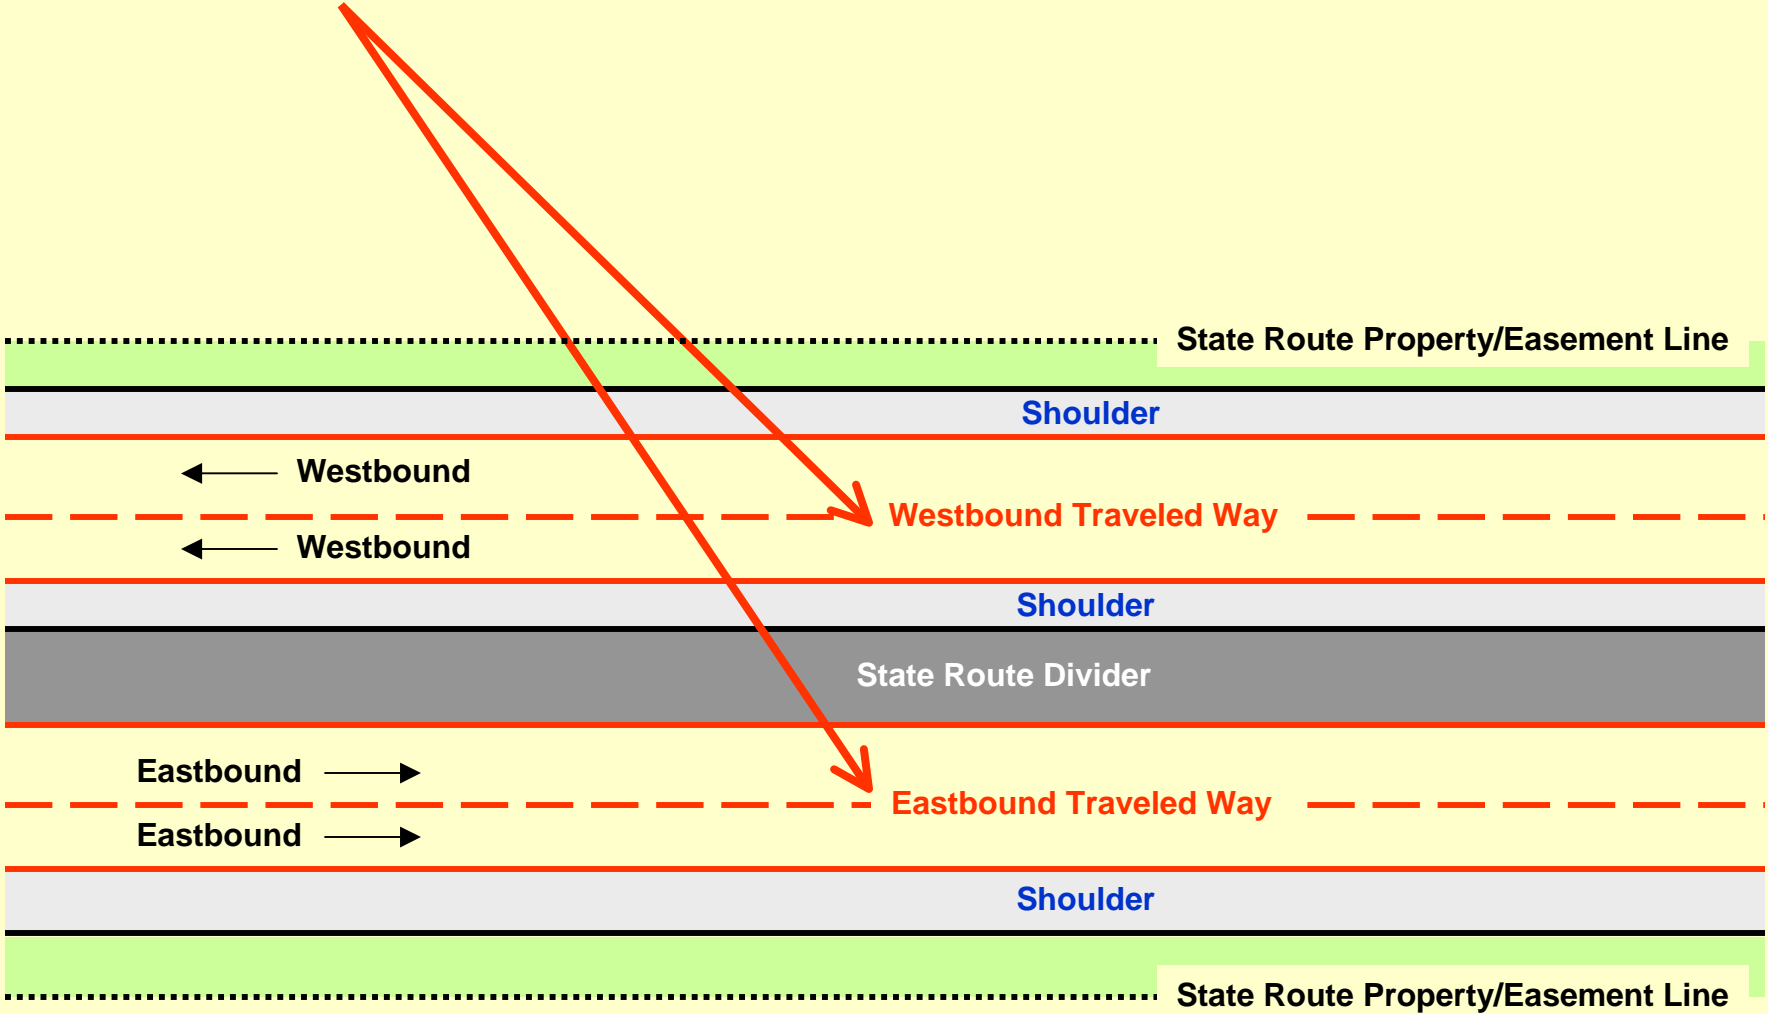 State Route Property/Easement Line
Shoulder
Westbound
Westbound Traveled Way
Westbound
Shoulder
State Route Divider
Eastbound
Eastbound Traveled Way
Eastbound
Shoulder
State Route Property/Easement Line